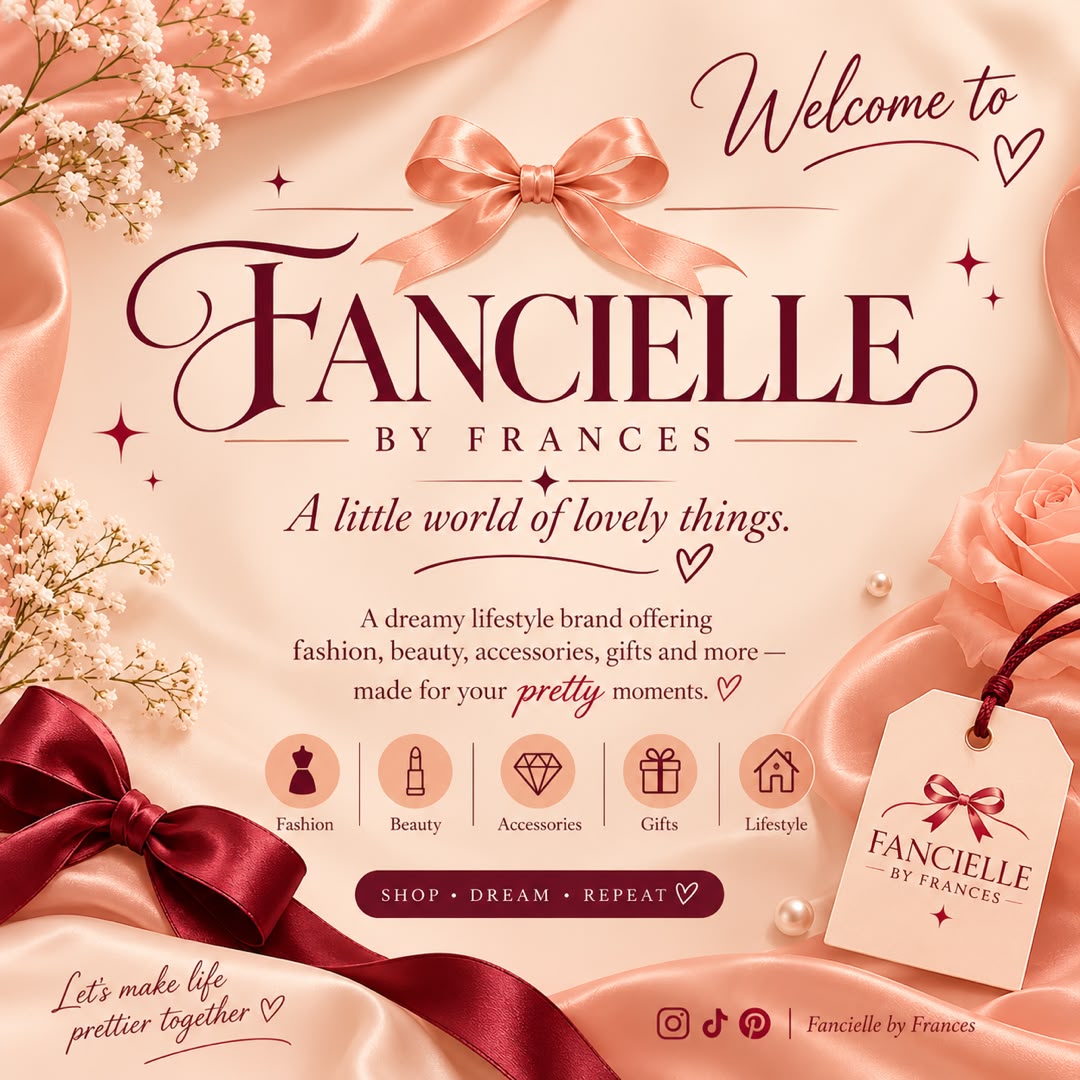 Welcome to
FANCIELLE
BY FRANCES
A little world of lovely things.
A dreamy lifestyle brand offering
fashion, beauty, accessories, gifts and more —
made for your pretty moments.
Fashion
Beauty
Accessories
Gifts
Lifestyle
SHOP • DREAM • REPEAT
FANCIELLE
— BY FRANCES —
Let's make life
prettier together
Fancielle by Frances